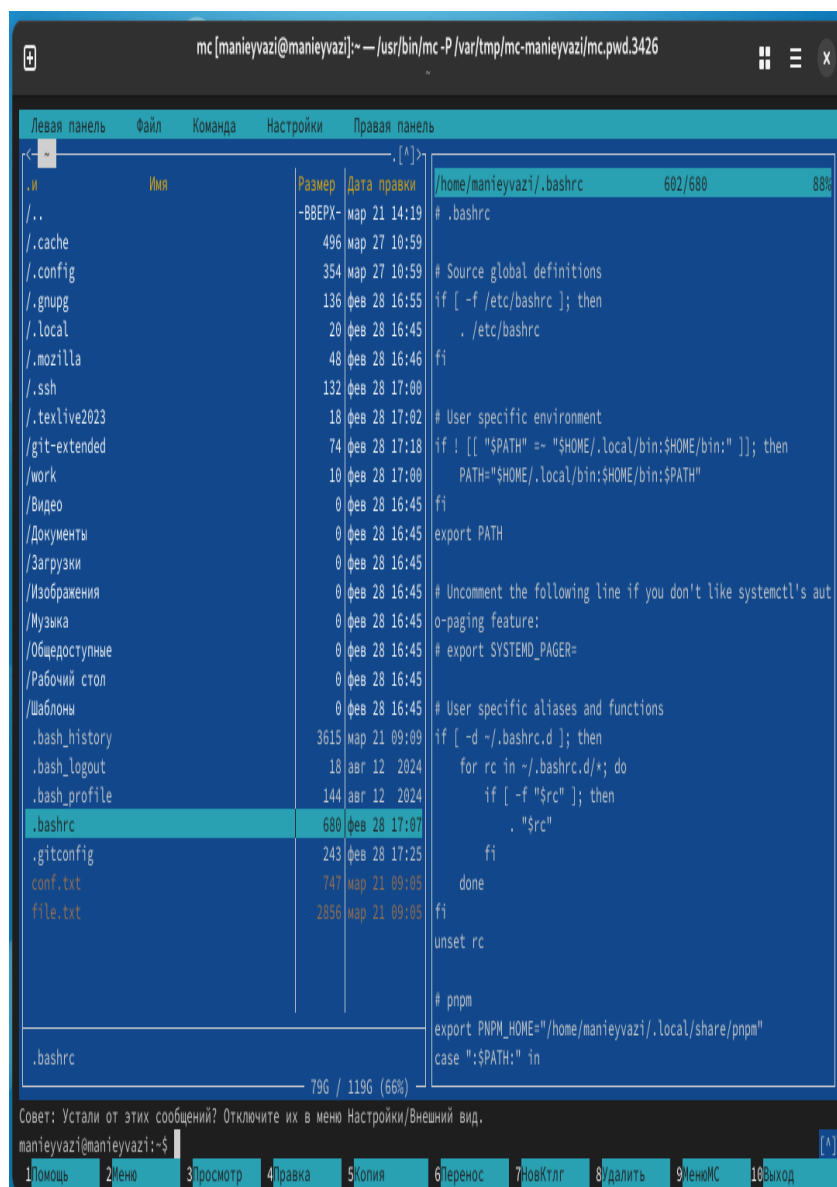 mc [manieyvazi@manieyvazi]:~ — /usr/bin/mc -P /var/tmp/mc-manieyvazi/mc.pwd.3426
~
Левая панель Файл Команда Настройки Правая панель
<- ~ .[^]>
.и Имя Размер Дата правки
/.. -ВВЕРХ- мар 21 14:19
/.cache 496 мар 27 10:59
/.config 354 мар 27 10:59
/.gnupg 136 фев 28 16:55
/.local 20 фев 28 16:45
/.mozilla 48 фев 28 16:46
/.ssh 132 фев 28 17:00
/.texlive2023 18 фев 28 17:02
/git-extended 74 фев 28 17:18
/work 10 фев 28 17:00
/Видео 0 фев 28 16:45
/Документы 0 фев 28 16:45
/Загрузки 0 фев 28 16:45
/Изображения 0 фев 28 16:45
/Музыка 0 фев 28 16:45
/Общедоступные 0 фев 28 16:45
/Рабочий стол 0 фев 28 16:45
/Шаблоны 0 фев 28 16:45
.bash_history 3615 мар 21 09:09
.bash_logout 18 авг 12 2024
.bash_profile 144 авг 12 2024
.bashrc 680 фев 28 17:07
.gitconfig 243 фев 28 17:25
conf.txt 747 мар 21 09:05
file.txt 2856 мар 21 09:05
.bashrc
79G / 119G (66%)
/home/manieyvazi/.bashrc 602/680 88%
# .bashrc
# Source global definitions
if [ -f /etc/bashrc ]; then
. /etc/bashrc
fi
# User specific environment
if ! [[ "$PATH" =~ "$HOME/.local/bin:$HOME/bin:" ]]; then
PATH="$HOME/.local/bin:$HOME/bin:$PATH"
fi
export PATH
# Uncomment the following line if you don't like systemctl's aut
o-paging feature:
# export SYSTEMD_PAGER=
# User specific aliases and functions
if [ -d ~/.bashrc.d ]; then
for rc in ~/.bashrc.d/*; do
if [ -f "$rc" ]; then
. "$rc"
fi
done
fi
unset rc
# pnpm
export PNPM_HOME="/home/manieyvazi/.local/share/pnpm"
case ":$PATH:" in
Совет: Устали от этих сообщений? Отключите их в меню Настройки/Внешний вид.
manieyvazi@manieyvazi:~$ [^]
1Помощь 2Меню 3Просмотр 4Правка 5Копия 6Перенос 7НовКтлг 8Удалить 9МенюMC 10Выход